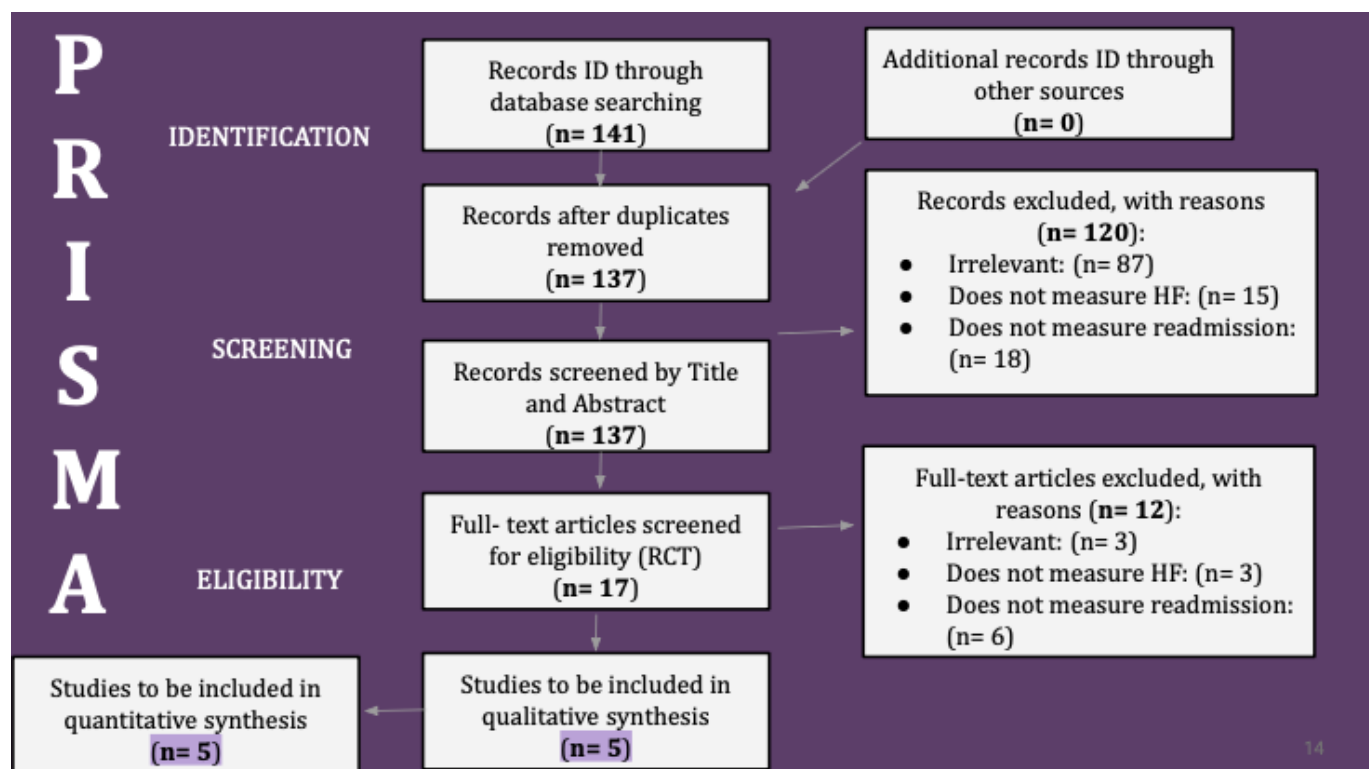 P
R
I
S
M
A
IDENTIFICATION
Records ID through
database searching
(n= 141)
Additional records ID through
other sources
(n= 0)
Records after duplicates
removed
(n= 137)
Records excluded, with reasons
(n= 120):
● Irrelevant: (n= 87)
● Does not measure HF: (n= 15)
● Does not measure readmission:
(n= 18)
SCREENING
Records screened by Title
and Abstract
(n= 137)
Full- text articles screened
for eligibility (RCT)
(n= 17)
Full-text articles excluded, with
reasons (n= 12):
● Irrelevant: (n= 3)
● Does not measure HF: (n= 3)
● Does not measure readmission:
(n= 6)
ELIGIBILITY
Studies to be included in
quantitative synthesis
(n= 5)
Studies to be included in
qualitative synthesis
(n= 5)
14